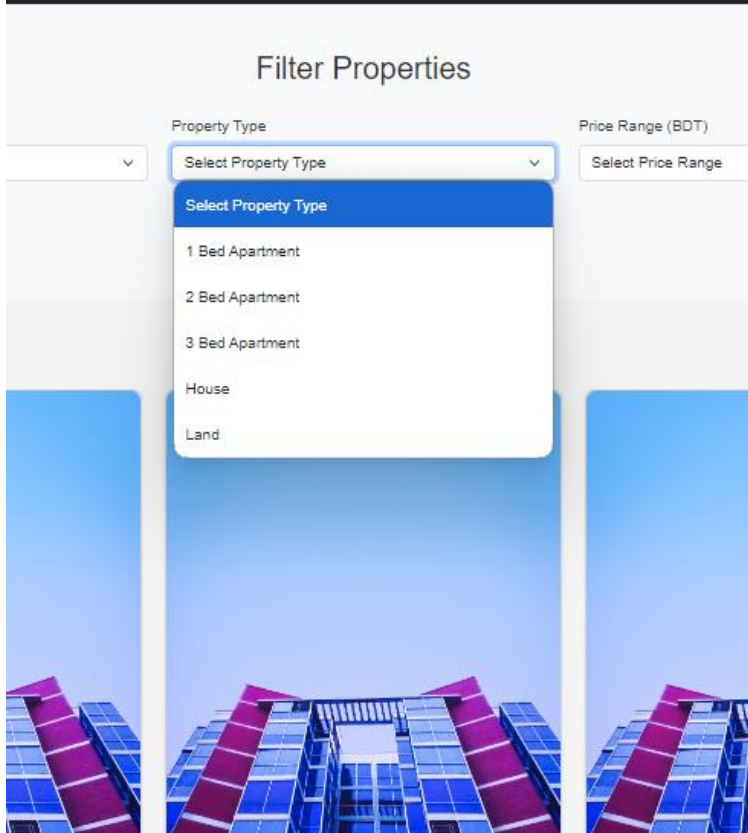 Filter Properties
Property Type
Price Range (BDT)
Select Property Type
Select Price Range
Select Property Type
1 Bed Apartment
2 Bed Apartment
3 Bed Apartment
House
Land